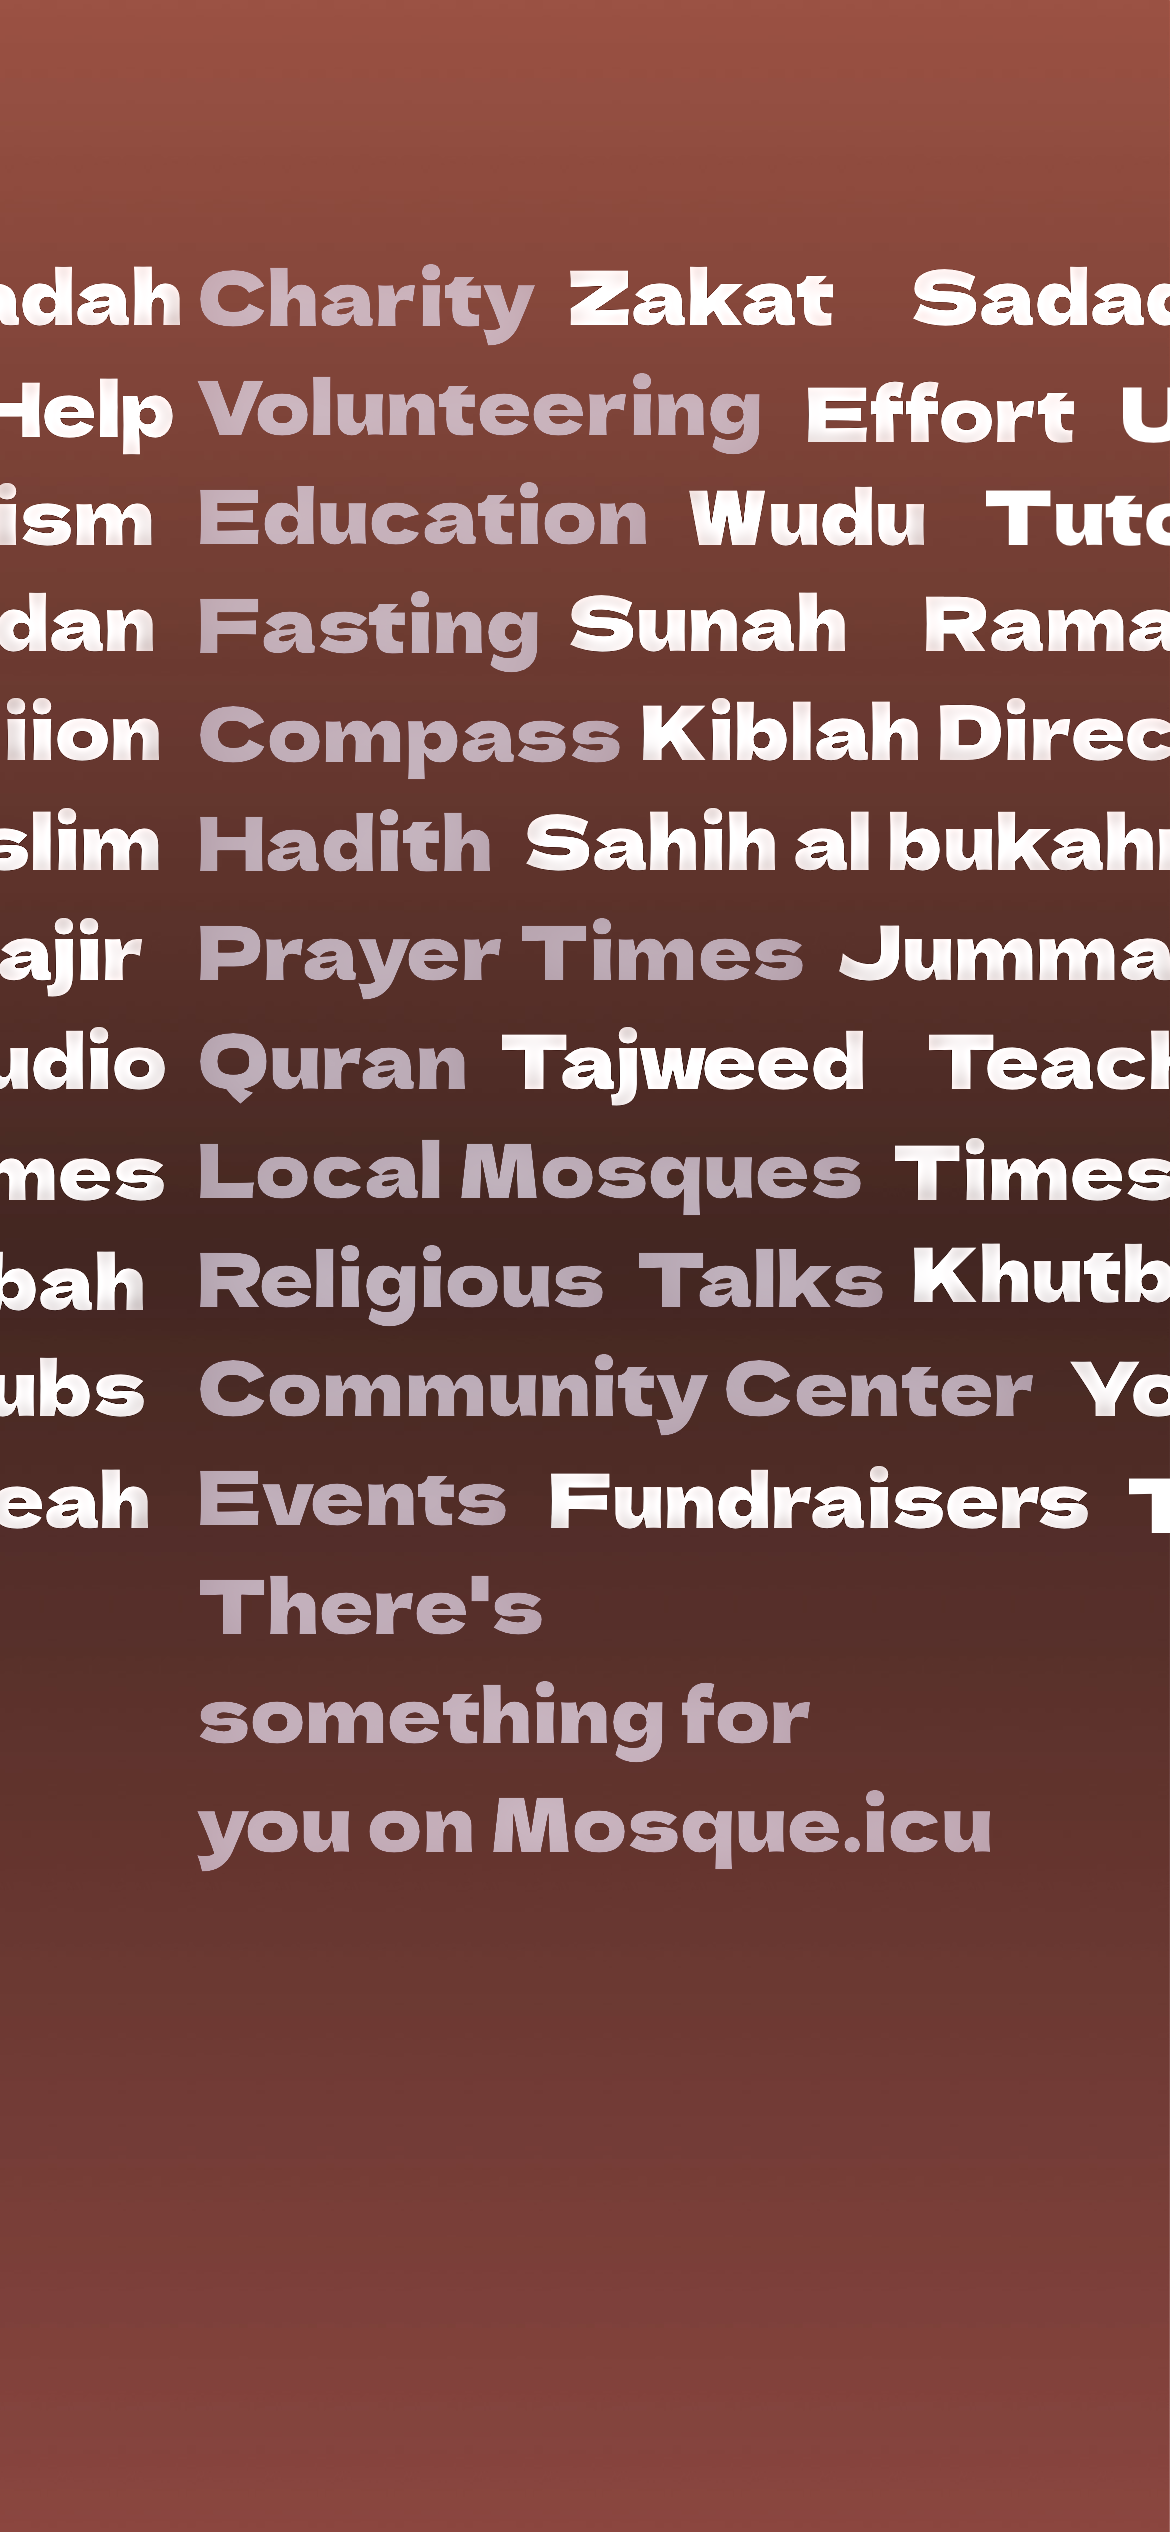 adah Charity Zakat Sadac
Help Volunteering Effort U
ism Education Wudu Tuto
dan Fasting Sunah Rama
iion Compass Kiblah Direc
slim Hadith Sahih al bukahr
ajir Prayer Times Jumma
udio Quran Tajweed Teach
mes Local Mosques Times
bah Religious Talks Khutb
ubs Community Center Yo
eah Events Fundraisers T
There's
something for
you on Mosque.icu